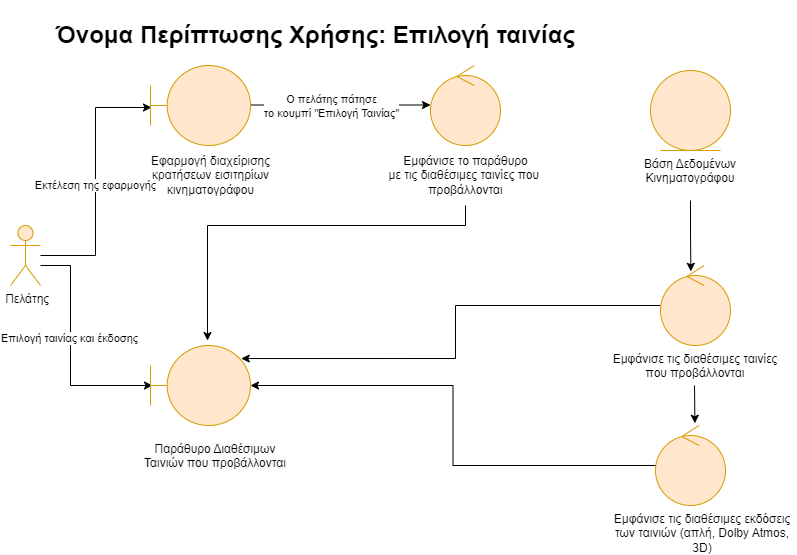 Όνομα Περίπτωσης Χρήσης: Επιλογή ταινίας
Ο πελάτης πάτησε
το κουμπί "Επιλογή Ταινίας"
Εφαρμογή διαχείρισης
κρατήσεων εισιτηρίων
κινηματογράφου
Εμφάνισε το παράθυρο
με τις διαθέσιμες ταινίες που
προβάλλονται
Βάση Δεδομένων
Κινηματογράφου
Εκτέλεση της εφαρμογής
Πελάτης
Επιλογή ταινίας και έκδοσης
Εμφάνισε τις διαθέσιμες ταινίες
που προβάλλονται
Παράθυρο Διαθέσιμων
Ταινιών που προβάλλονται
Εμφάνισε τις διαθέσιμες εκδόσεις
των ταινιών (απλή, Dolby Atmos,
3D)